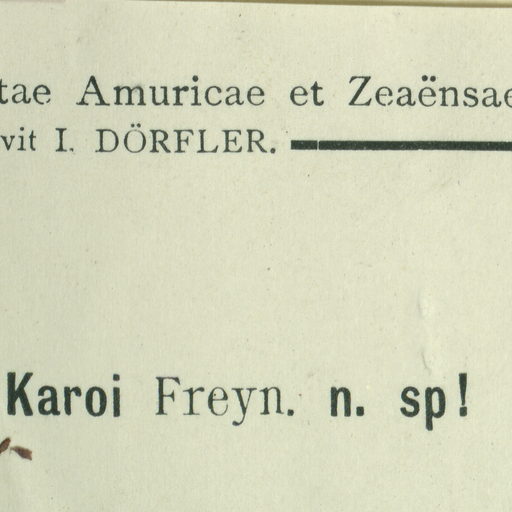 tae Amuricae et Zeaënsae
vit I. DÖRFLER.
Karoi Freyn. n. sp!